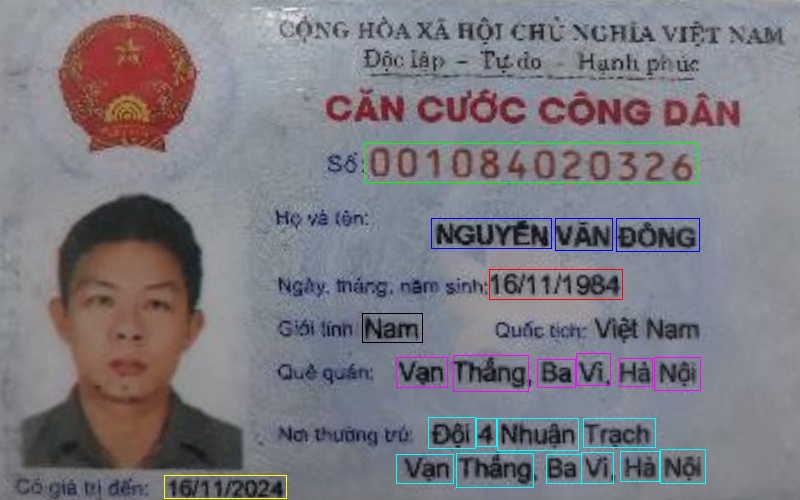 CỘNG HÒA XÃ HỘI CHỦ NGHĨA VIỆT NAM
Độc lập - Tự do - Hạnh phúc
CĂN CƯỚC CÔNG DÂN
Số: 001084020326
Họ và tên:
NGUYỄN VĂN ĐÔNG
Ngày, tháng, năm sinh: 16/11/1984
Giới tính Nam Quốc tịch: Việt Nam
Quê quán: Vạn Thắng, Ba Vì, Hà Nội
Nơi thường trú: Đội 4 Nhuận Trạch
Vạn Thắng, Ba Vì, Hà Nội
Có giá trị đến: 16/11/2024